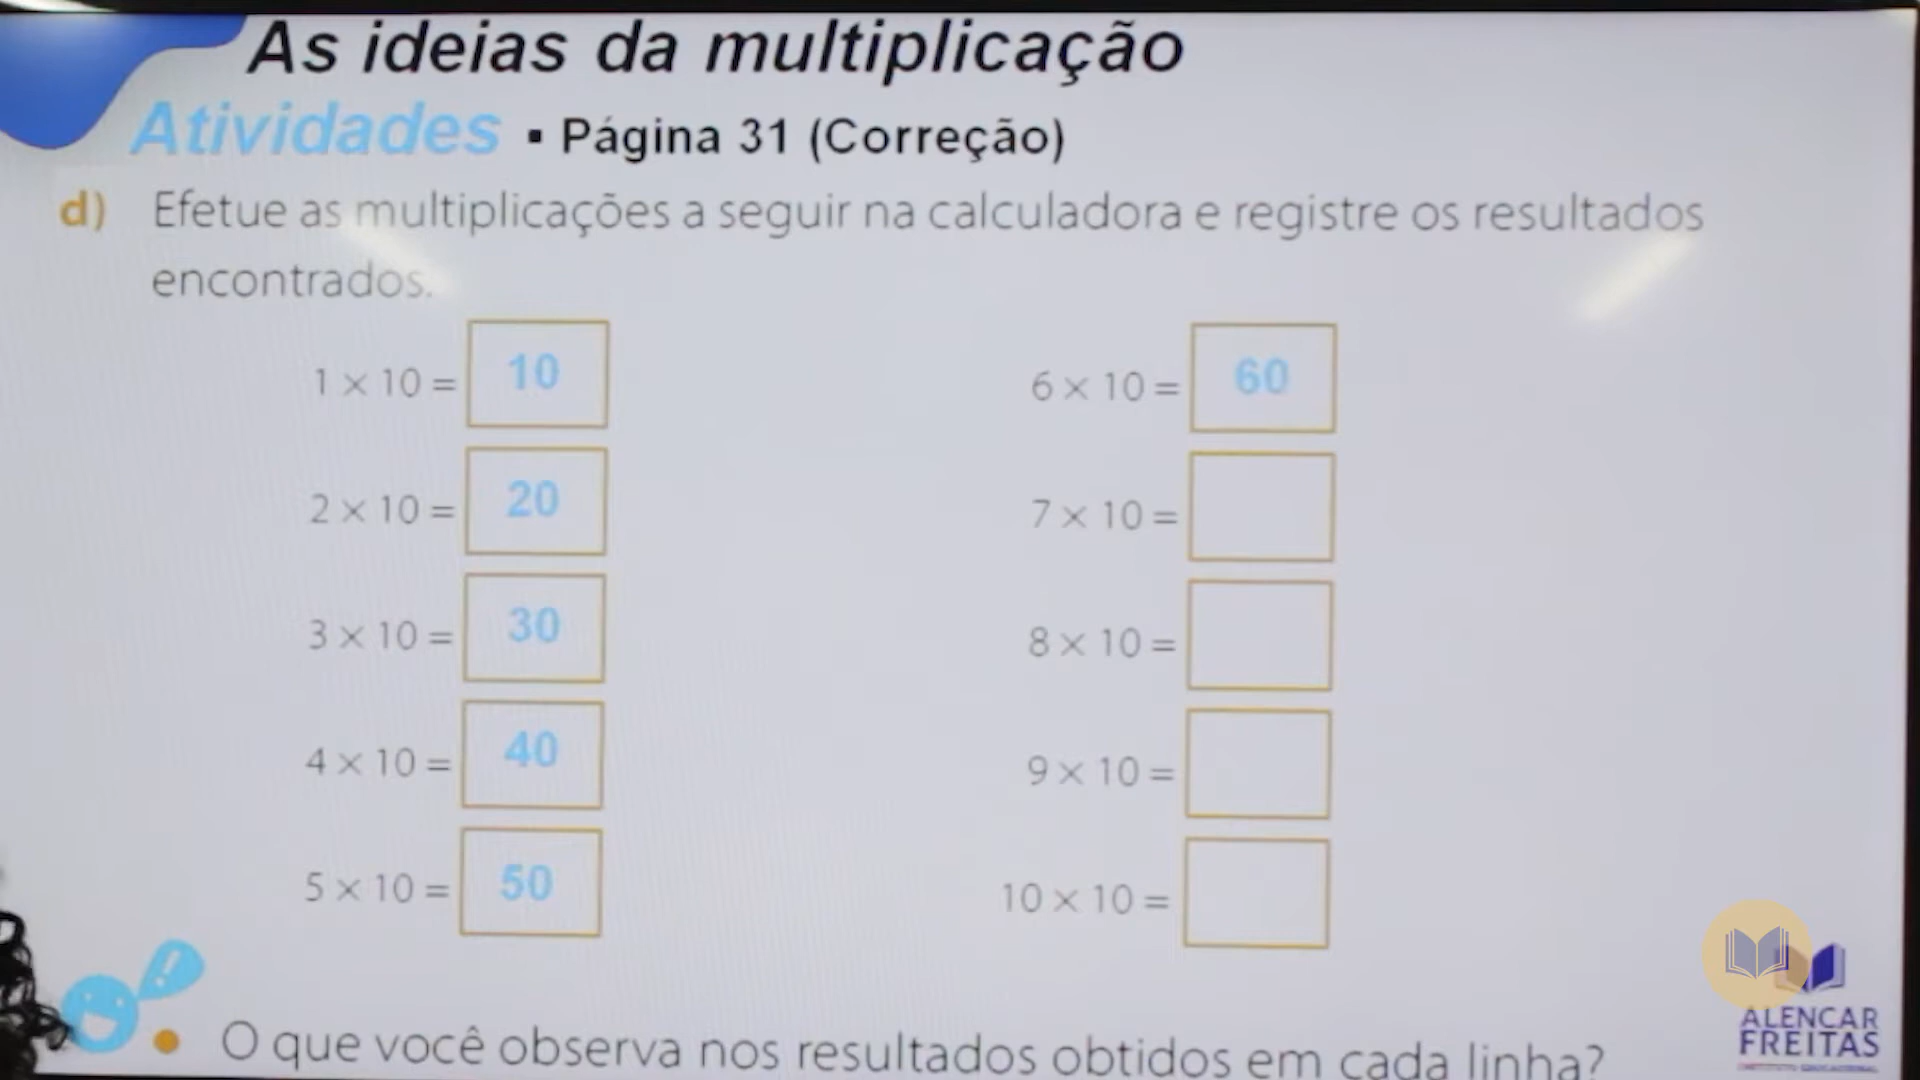 As ideias da multiplicação
Atividades ▪ Página 31 (Correção)
d) Efetue as multiplicações a seguir na calculadora e registre os resultados
encontrados.
1 × 10 = 10
2 × 10 = 20
3 × 10 = 30
4 × 10 = 40
5 × 10 = 50
6 × 10 = 60
7 × 10 =
8 × 10 =
9 × 10 =
10 × 10 =
!
• O que você observa nos resultados obtidos em cada linha?
ALENCAR
FREITAS